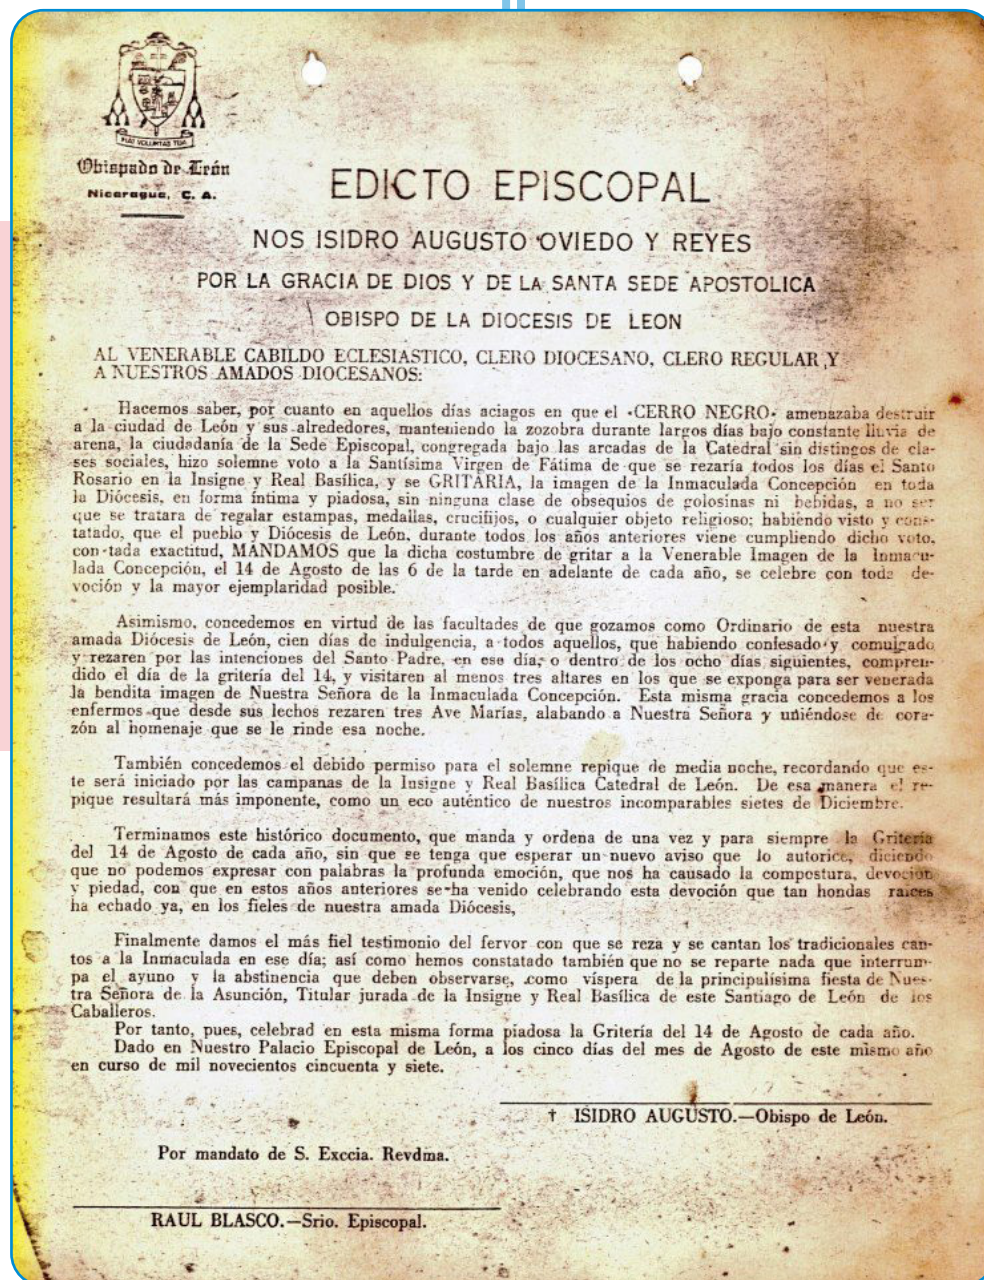 FIAT VOLUNTAS TUA
Obispado de León
Nicaragua, C. A.
EDICTO EPISCOPAL
NOS ISIDRO AUGUSTO OVIEDO Y REYES
POR LA GRACIA DE DIOS Y DE LA SANTA SEDE APOSTOLICA
OBISPO DE LA DIOCESIS DE LEON
AL VENERABLE CABILDO ECLESIASTICO, CLERO DIOCESANO, CLERO REGULAR Y
A NUESTROS AMADOS DIOCESANOS:
Hacemos saber, por cuanto en aquellos días aciagos en que el «CERRO NEGRO» amenazaba destruir
a la ciudad de León y sus alrededores, manteniendo la zozobra durante largos días bajo constante lluvia de
arena, la ciudadanía de la Sede Episcopal, congregada bajo las arcadas de la Catedral sin distingos de cla-
ses sociales, hizo solemne voto a la Santísima Virgen de Fátima de que se rezaría todos los días el Santo
Rosario en la Insigne y Real Basílica, y se GRITARIA, la imagen de la Inmaculada Concepción en toda
la Diócesis, en forma íntima y piadosa, sin ninguna clase de obsequios de golosinas ni bebidas, a no ser
que se tratara de regalar estampas, medallas, crucifijos, o cualquier objeto religioso; habiendo visto y cons-
tatado, que el pueblo y Diócesis de León, durante todos los años anteriores viene cumpliendo dicho voto,
con tada exactitud, MANDAMOS que la dicha costumbre de gritar a la Venerable Imagen de la Inmacu-
lada Concepción, el 14 de Agosto de las 6 de la tarde en adelante de cada año, se celebre con toda de-
voción y la mayor ejemplaridad posible.
Asimismo, concedemos en virtud de las facultades de que gozamos como Ordinario de esta nuestra
amada Diócesis de León, cien días de indulgencia, a todos aquellos, que habiendo confesado y comulgado
y rezaren por las intenciones del Santo Padre, en ese día, o dentro de los ocho días siguientes, compren-
dido el día de la gritería del 14, y visitaren al menos tres altares en los que se exponga para ser venerada
la bendita imagen de Nuestra Señora de la Inmaculada Concepción. Esta misma gracia concedemos a los
enfermos que desde sus lechos rezaren tres Ave Marías, alabando a Nuestra Señora y uniéndose de cora-
zón al homenaje que se le rinde esa noche.
También concedemos el debido permiso para el solemne repique de media noche, recordando que es-
te será iniciado por las campanas de la Insigne y Real Basílica Catedral de León. De esa manera el re-
pique resultará más imponente, como un eco auténtico de nuestros incomparables sietes de Diciembre.
Terminamos este histórico documento, que manda y ordena de una vez y para siempre la Gritería
del 14 de Agosto de cada año, sin que se tenga que esperar un nuevo aviso que lo autorice, diciendo
que no podemos expresar con palabras la profunda emoción, que nos ha causado la compostura, devoción
y piedad, con que en estos años anteriores se ha venido celebrando esta devoción que tan hondas raíces
ha echado ya, en los fieles de nuestra amada Diócesis,
Finalmente damos el más fiel testimonio del fervor con que se reza y se cantan los tradicionales can-
tos a la Inmaculada en ese día; así como hemos constatado también que no se reparte nada que interrum-
pa el ayuno y la abstinencia que deben observarse, como víspera de la principalísima fiesta de Nues-
tra Señora de la Asunción, Titular jurada de la Insigne y Real Basílica de este Santiago de León de los
Caballeros.
Por tanto, pues, celebrad en esta misma forma piadosa la Gritería del 14 de Agosto de cada año.
Dado en Nuestro Palacio Episcopal de León, a los cinco días del mes de Agosto de este mismo año
en curso de mil novecientos cincuenta y siete.
† ISIDRO AUGUSTO.—Obispo de León.
Por mandato de S. Exccia. Revdma.
RAUL BLASCO.—Srio. Episcopal.